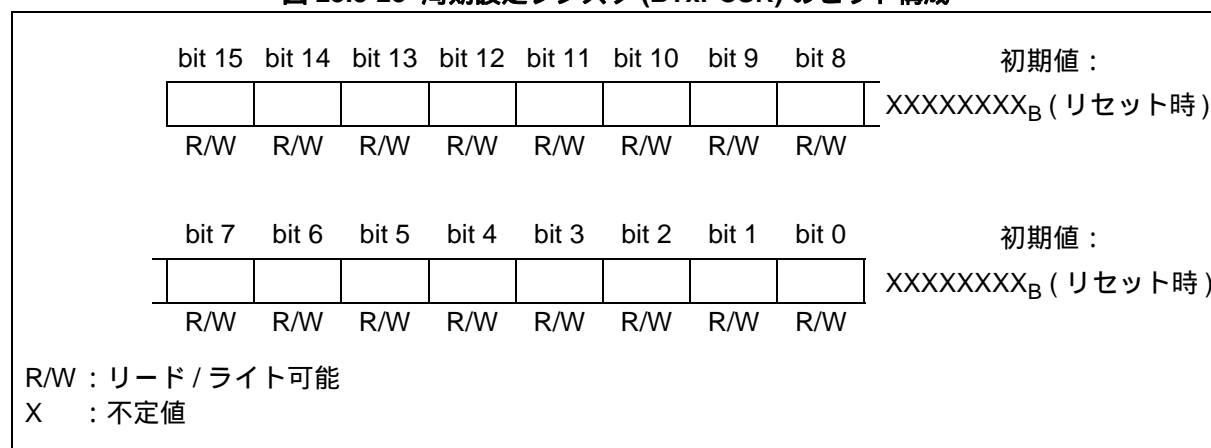 bit 15 bit 14 bit 13 bit 12 bit 11 bit 10 bit 9 bit 8 初期値：
XXXXXXXXB ( リセット時 )
R/W R/W R/W R/W R/W R/W R/W R/W
bit 7 bit 6 bit 5 bit 4 bit 3 bit 2 bit 1 bit 0 初期値：
XXXXXXXXB ( リセット時 )
R/W R/W R/W R/W R/W R/W R/W R/W
R/W ：リード / ライト可能
X ：不定値